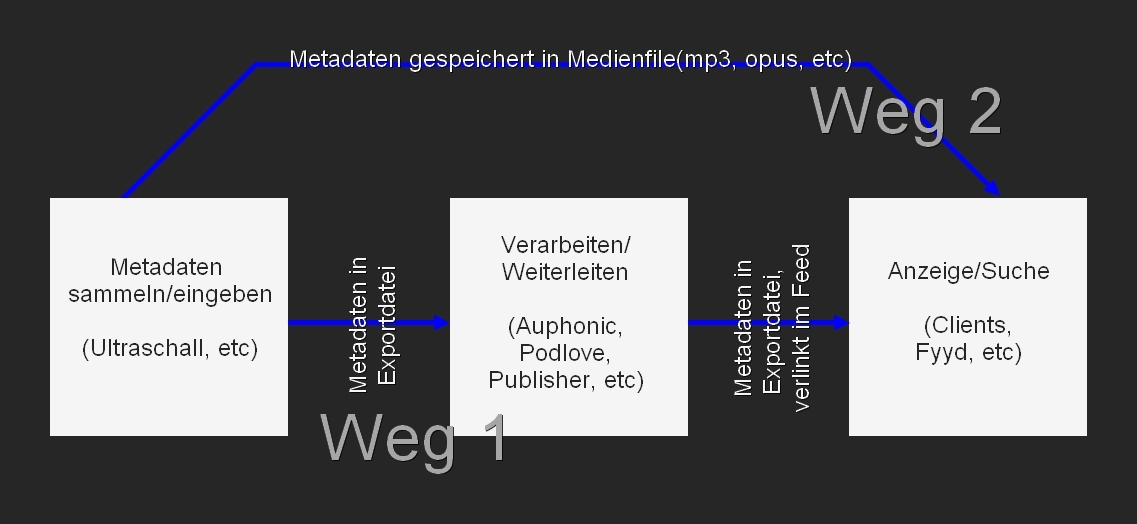 Metadaten gespeichert in Medienfile(mp3, opus, etc)
Weg 2
Metadaten
sammeln/eingeben
(Ultraschall, etc)
Metadaten in
Exportdatei
Verarbeiten/
Weiterleiten
(Auphonic,
Podlove,
Publisher, etc)
Metadaten in
Exportdatei,
verlinkt im Feed
Anzeige/Suche
(Clients,
Fyyd, etc)
Weg 1